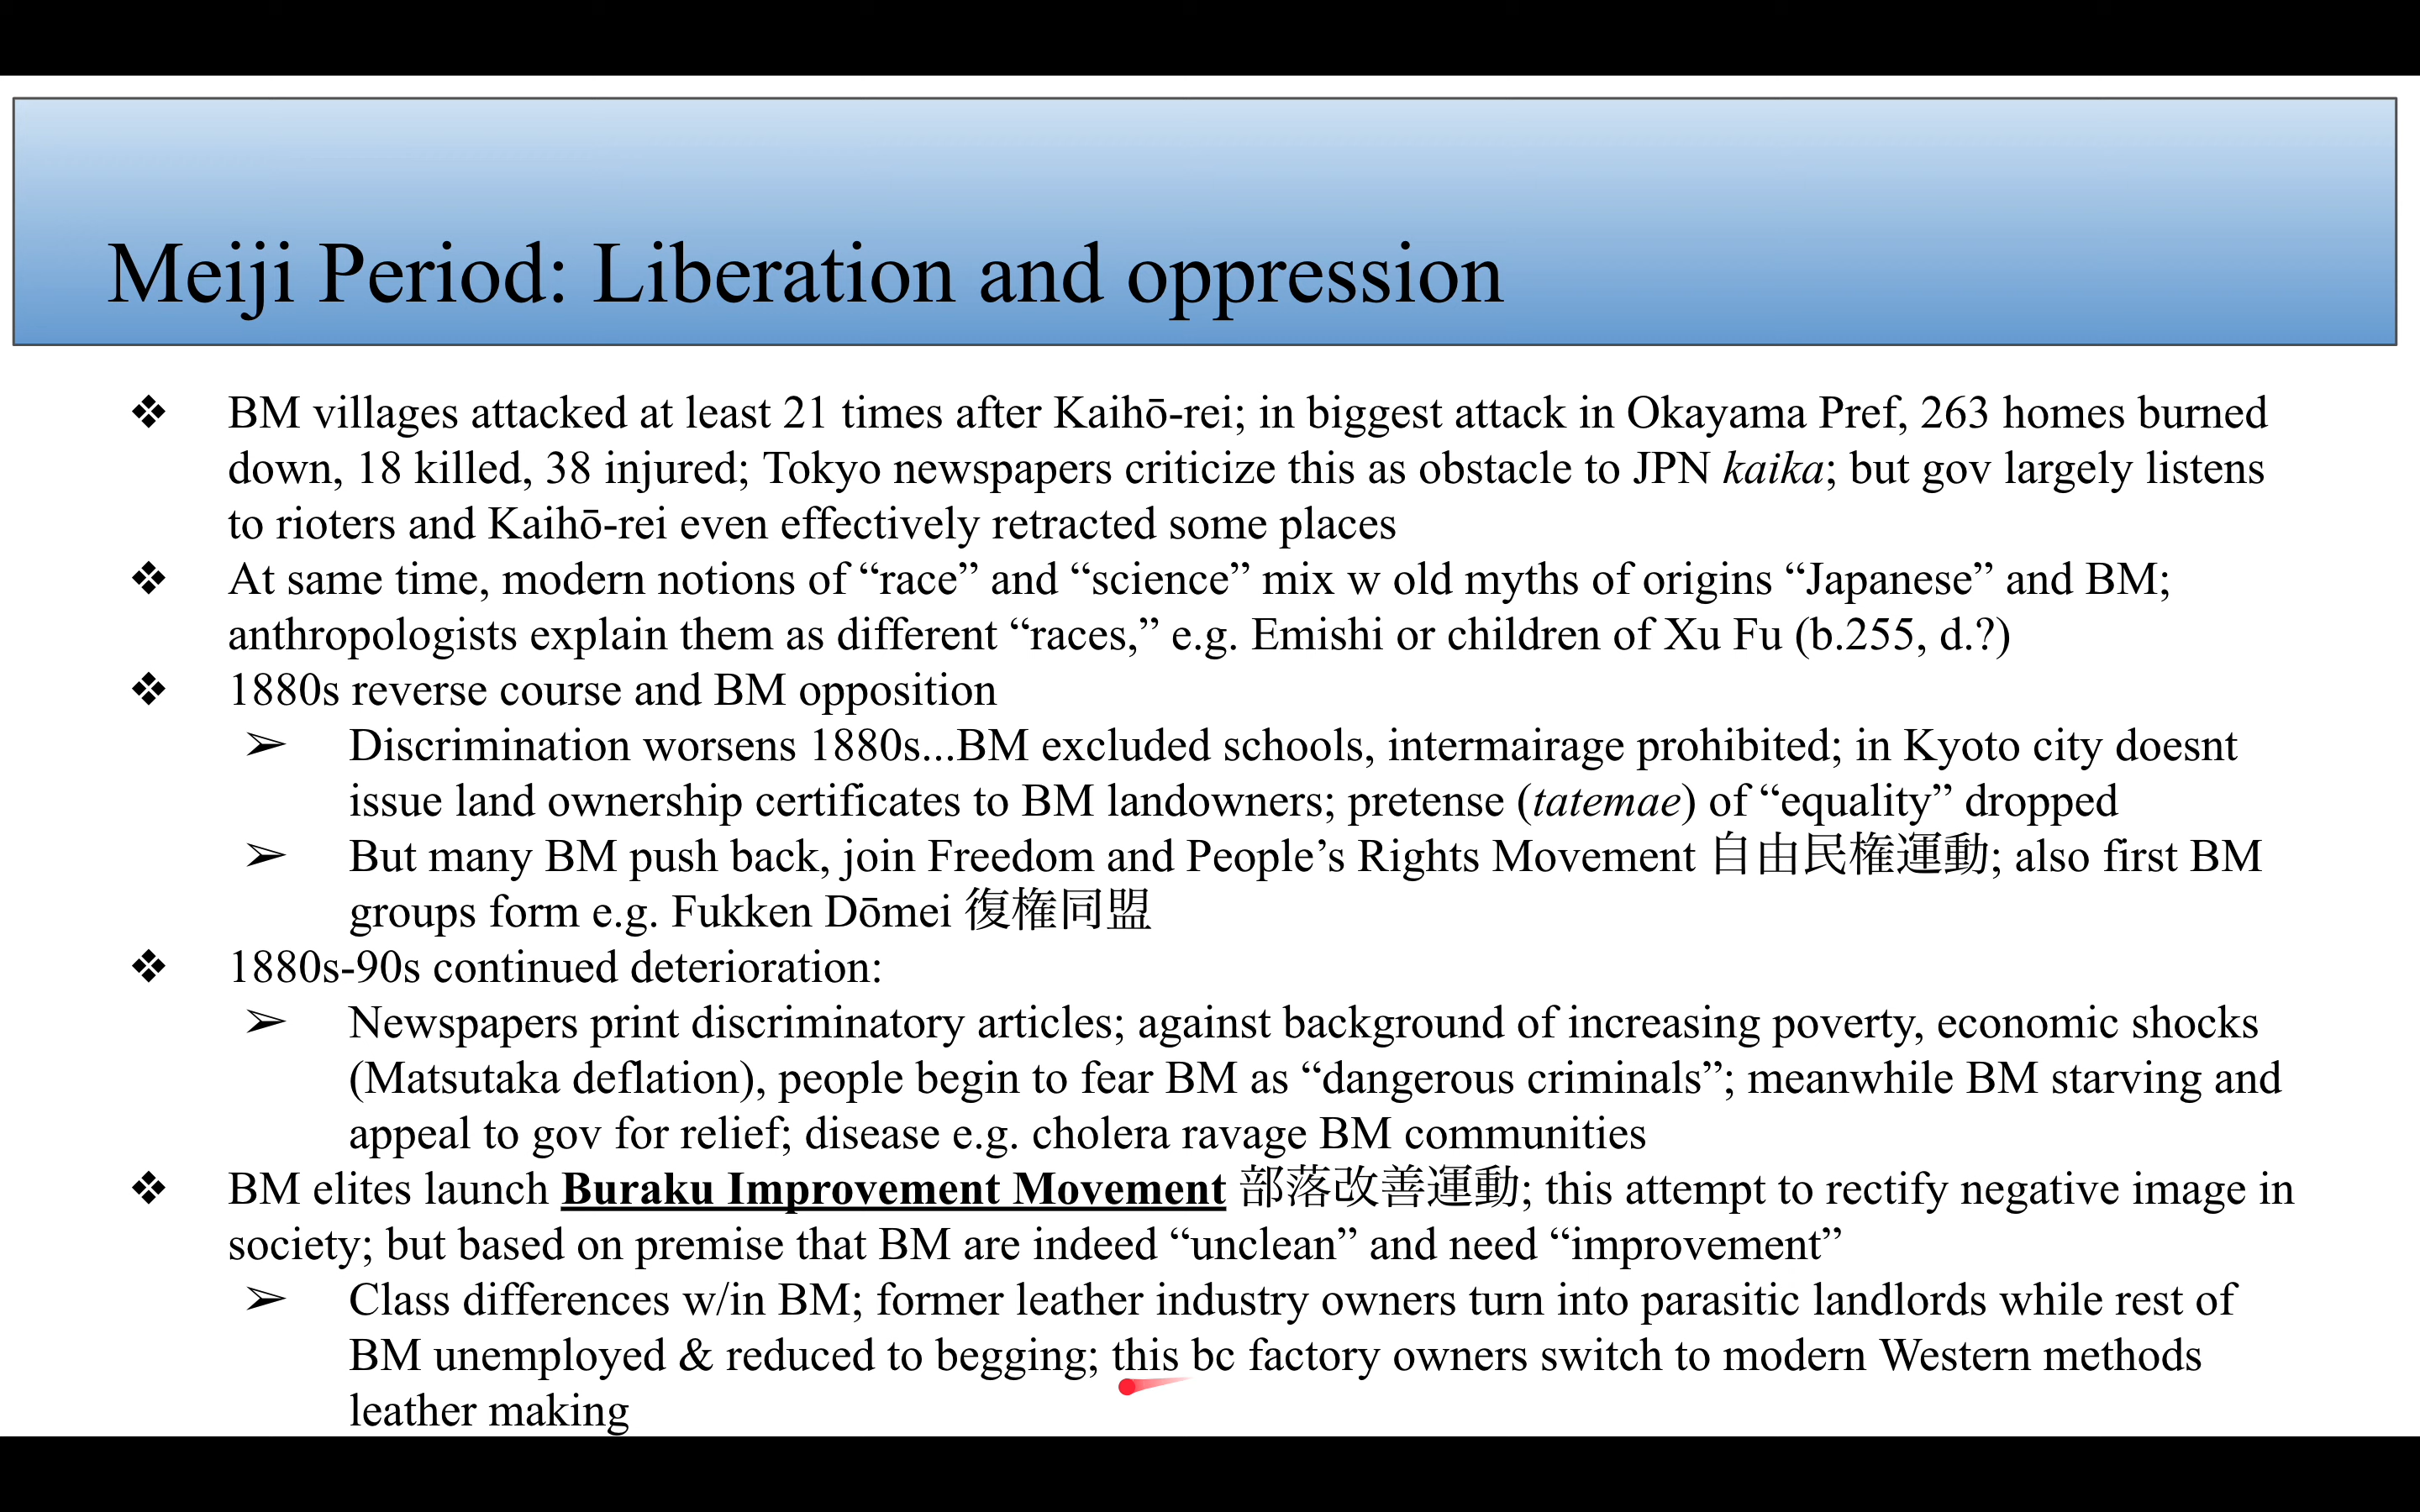 Meiji Period: Liberation and oppression
❖ BM villages attacked at least 21 times after Kaihō-rei; in biggest attack in Okayama Pref, 263 homes burned
down, 18 killed, 38 injured; Tokyo newspapers criticize this as obstacle to JPN kaika; but gov largely listens
to rioters and Kaihō-rei even effectively retracted some places
❖ At same time, modern notions of “race” and “science” mix w old myths of origins “Japanese” and BM;
anthropologists explain them as different “races,” e.g. Emishi or children of Xu Fu (b.255, d.?)
❖ 1880s reverse course and BM opposition
➢ Discrimination worsens 1880s...BM excluded schools, intermairage prohibited; in Kyoto city doesnt
issue land ownership certificates to BM landowners; pretense (tatemae) of “equality” dropped
➢ But many BM push back, join Freedom and People’s Rights Movement 自由民権運動; also first BM
groups form e.g. Fukken Dōmei 復権同盟
❖ 1880s-90s continued deterioration:
➢ Newspapers print discriminatory articles; against background of increasing poverty, economic shocks
(Matsutaka deflation), people begin to fear BM as “dangerous criminals”; meanwhile BM starving and
appeal to gov for relief; disease e.g. cholera ravage BM communities
❖ BM elites launch Buraku Improvement Movement 部落改善運動; this attempt to rectify negative image in
society; but based on premise that BM are indeed “unclean” and need “improvement”
➢ Class differences w/in BM; former leather industry owners turn into parasitic landlords while rest of
BM unemployed & reduced to begging; this bc factory owners switch to modern Western methods
leather making